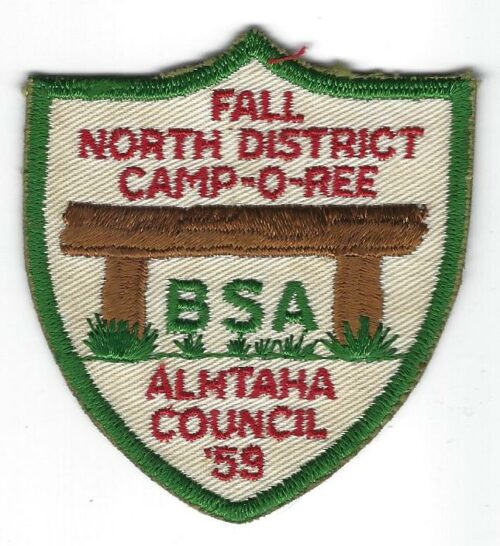 FALL
NORTH DISTRICT
CAMP-O-REE
BSA
ALHTAHA
COUNCIL
'59